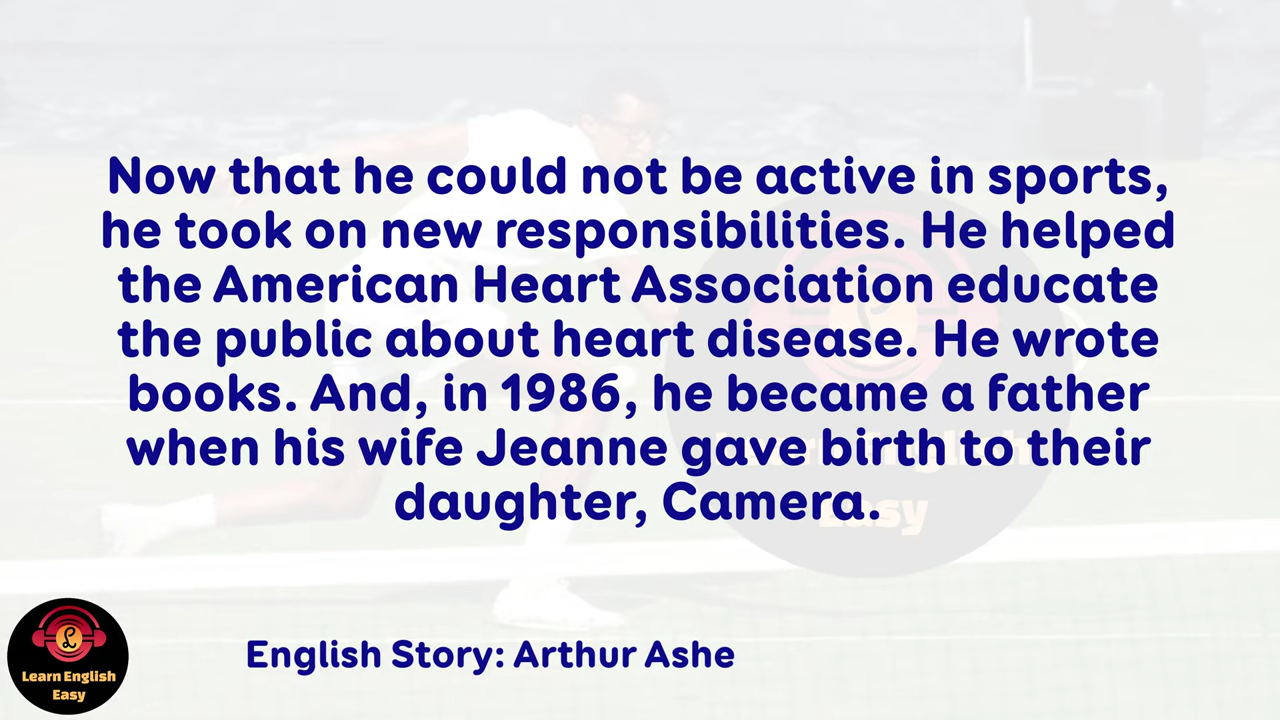 Now that he could not be active in sports,
he took on new responsibilities. He helped
the American Heart Association educate
the public about heart disease. He wrote
books. And, in 1986, he became a father
when his wife Jeanne gave birth to their
daughter, Camera.
Easy
English Story: Arthur Ashe
Learn English
Easy